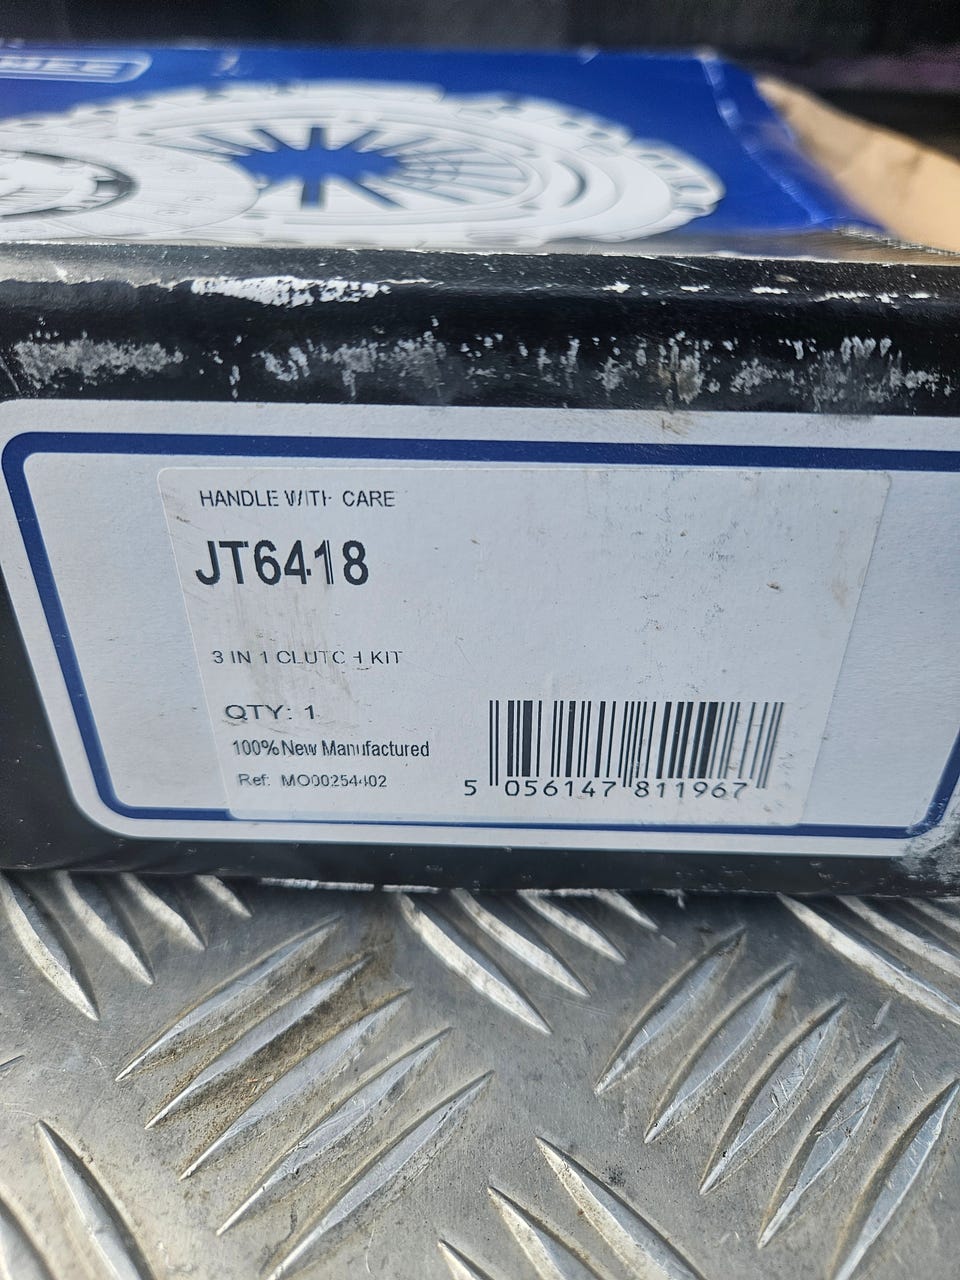 HANDLE WITH CARE
JT6418
3 IN 1 CLUTCH KIT
QTY: 1
100% New Manufactured
Ref: MO00254402
5 056147 811967